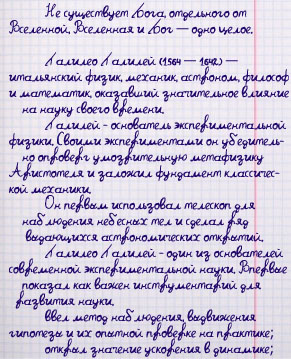 Не существует Бога, отдельного от
Вселенной. Вселенная и Бог — одно целое.
Галилео Галилей (1564 — 1642) —
итальянский физик, механик, астроном, философ
и математик, оказавший значительное влияние
на науку своего времени.
Галилей - основатель экспериментальной
физики. Своими экспериментами он убедитель-
но опроверг умозрительную метафизику
Аристотеля и заложил фундамент классичес-
кой механики.
Он первым использовал телескоп для
наблюдения небесных тел и сделал ряд
выдающихся астрономических открытий.
Галилео Галилей - один из основателей
современной экспериментальной науки. Впервые
показал как важен инструментарий для
развития науки.
ввел метод наблюдения, выдвижения
гипотезы и их опытной проверке на практике;
открыл значение ускорения в динамике;